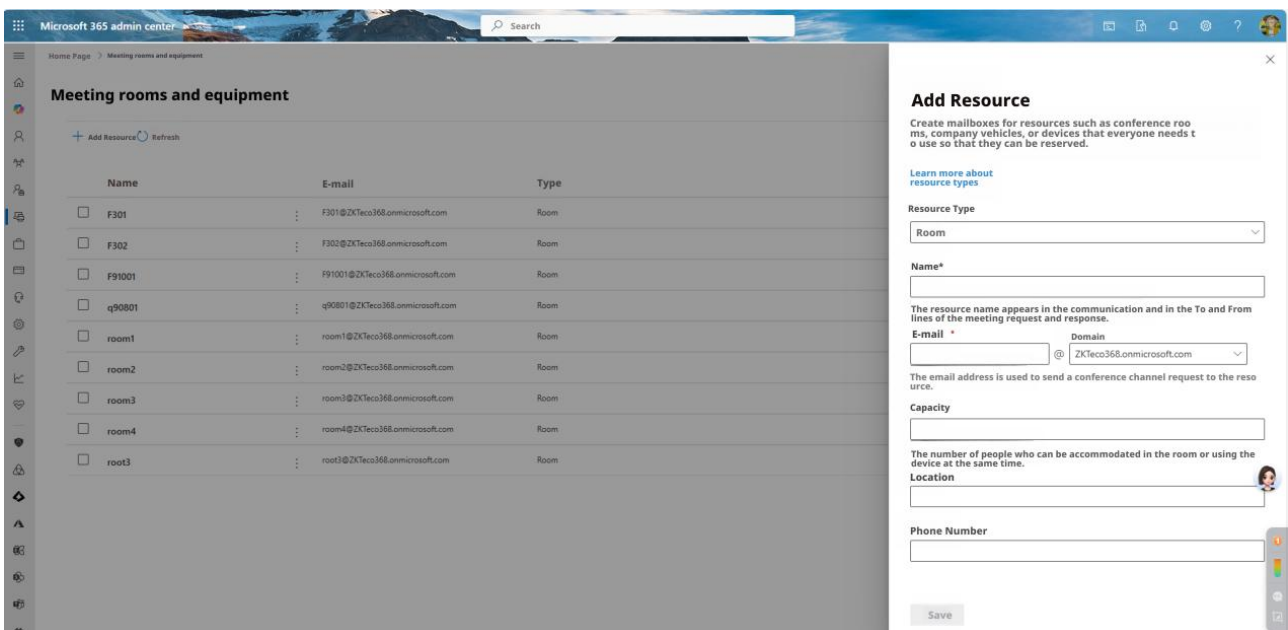 Microsoft 365 admin center
Search
Home Page > Meeting rooms and equipment
Meeting rooms and equipment
+ Add Resource Refresh
Name E-mail Type
F301 F301@ZKTeco368.onmicrosoft.com Room
F302 F302@ZKTeco368.onmicrosoft.com Room
F91001 F91001@ZKTeco368.onmicrosoft.com Room
q90801 q90801@ZKTeco368.onmicrosoft.com Room
room1 room1@ZKTeco368.onmicrosoft.com Room
room2 room2@ZKTeco368.onmicrosoft.com Room
room3 room3@ZKTeco368.onmicrosoft.com Room
room4 room4@ZKTeco368.onmicrosoft.com Room
root3 root3@ZKTeco368.onmicrosoft.com Room
Add Resource
Create mailboxes for resources such as conference roo
ms, company vehicles, or devices that everyone needs t
o use so that they can be reserved.
Learn more about
resource types
Resource Type
Room
Name*
The resource name appears in the communication and in the To and From
lines of the meeting request and response.
E-mail * Domain
@ ZKTeco368.onmicrosoft.com
The email address is used to send a conference channel request to the reso
urce.
Capacity
The number of people who can be accommodated in the room or using the
device at the same time.
Location
Phone Number
Save